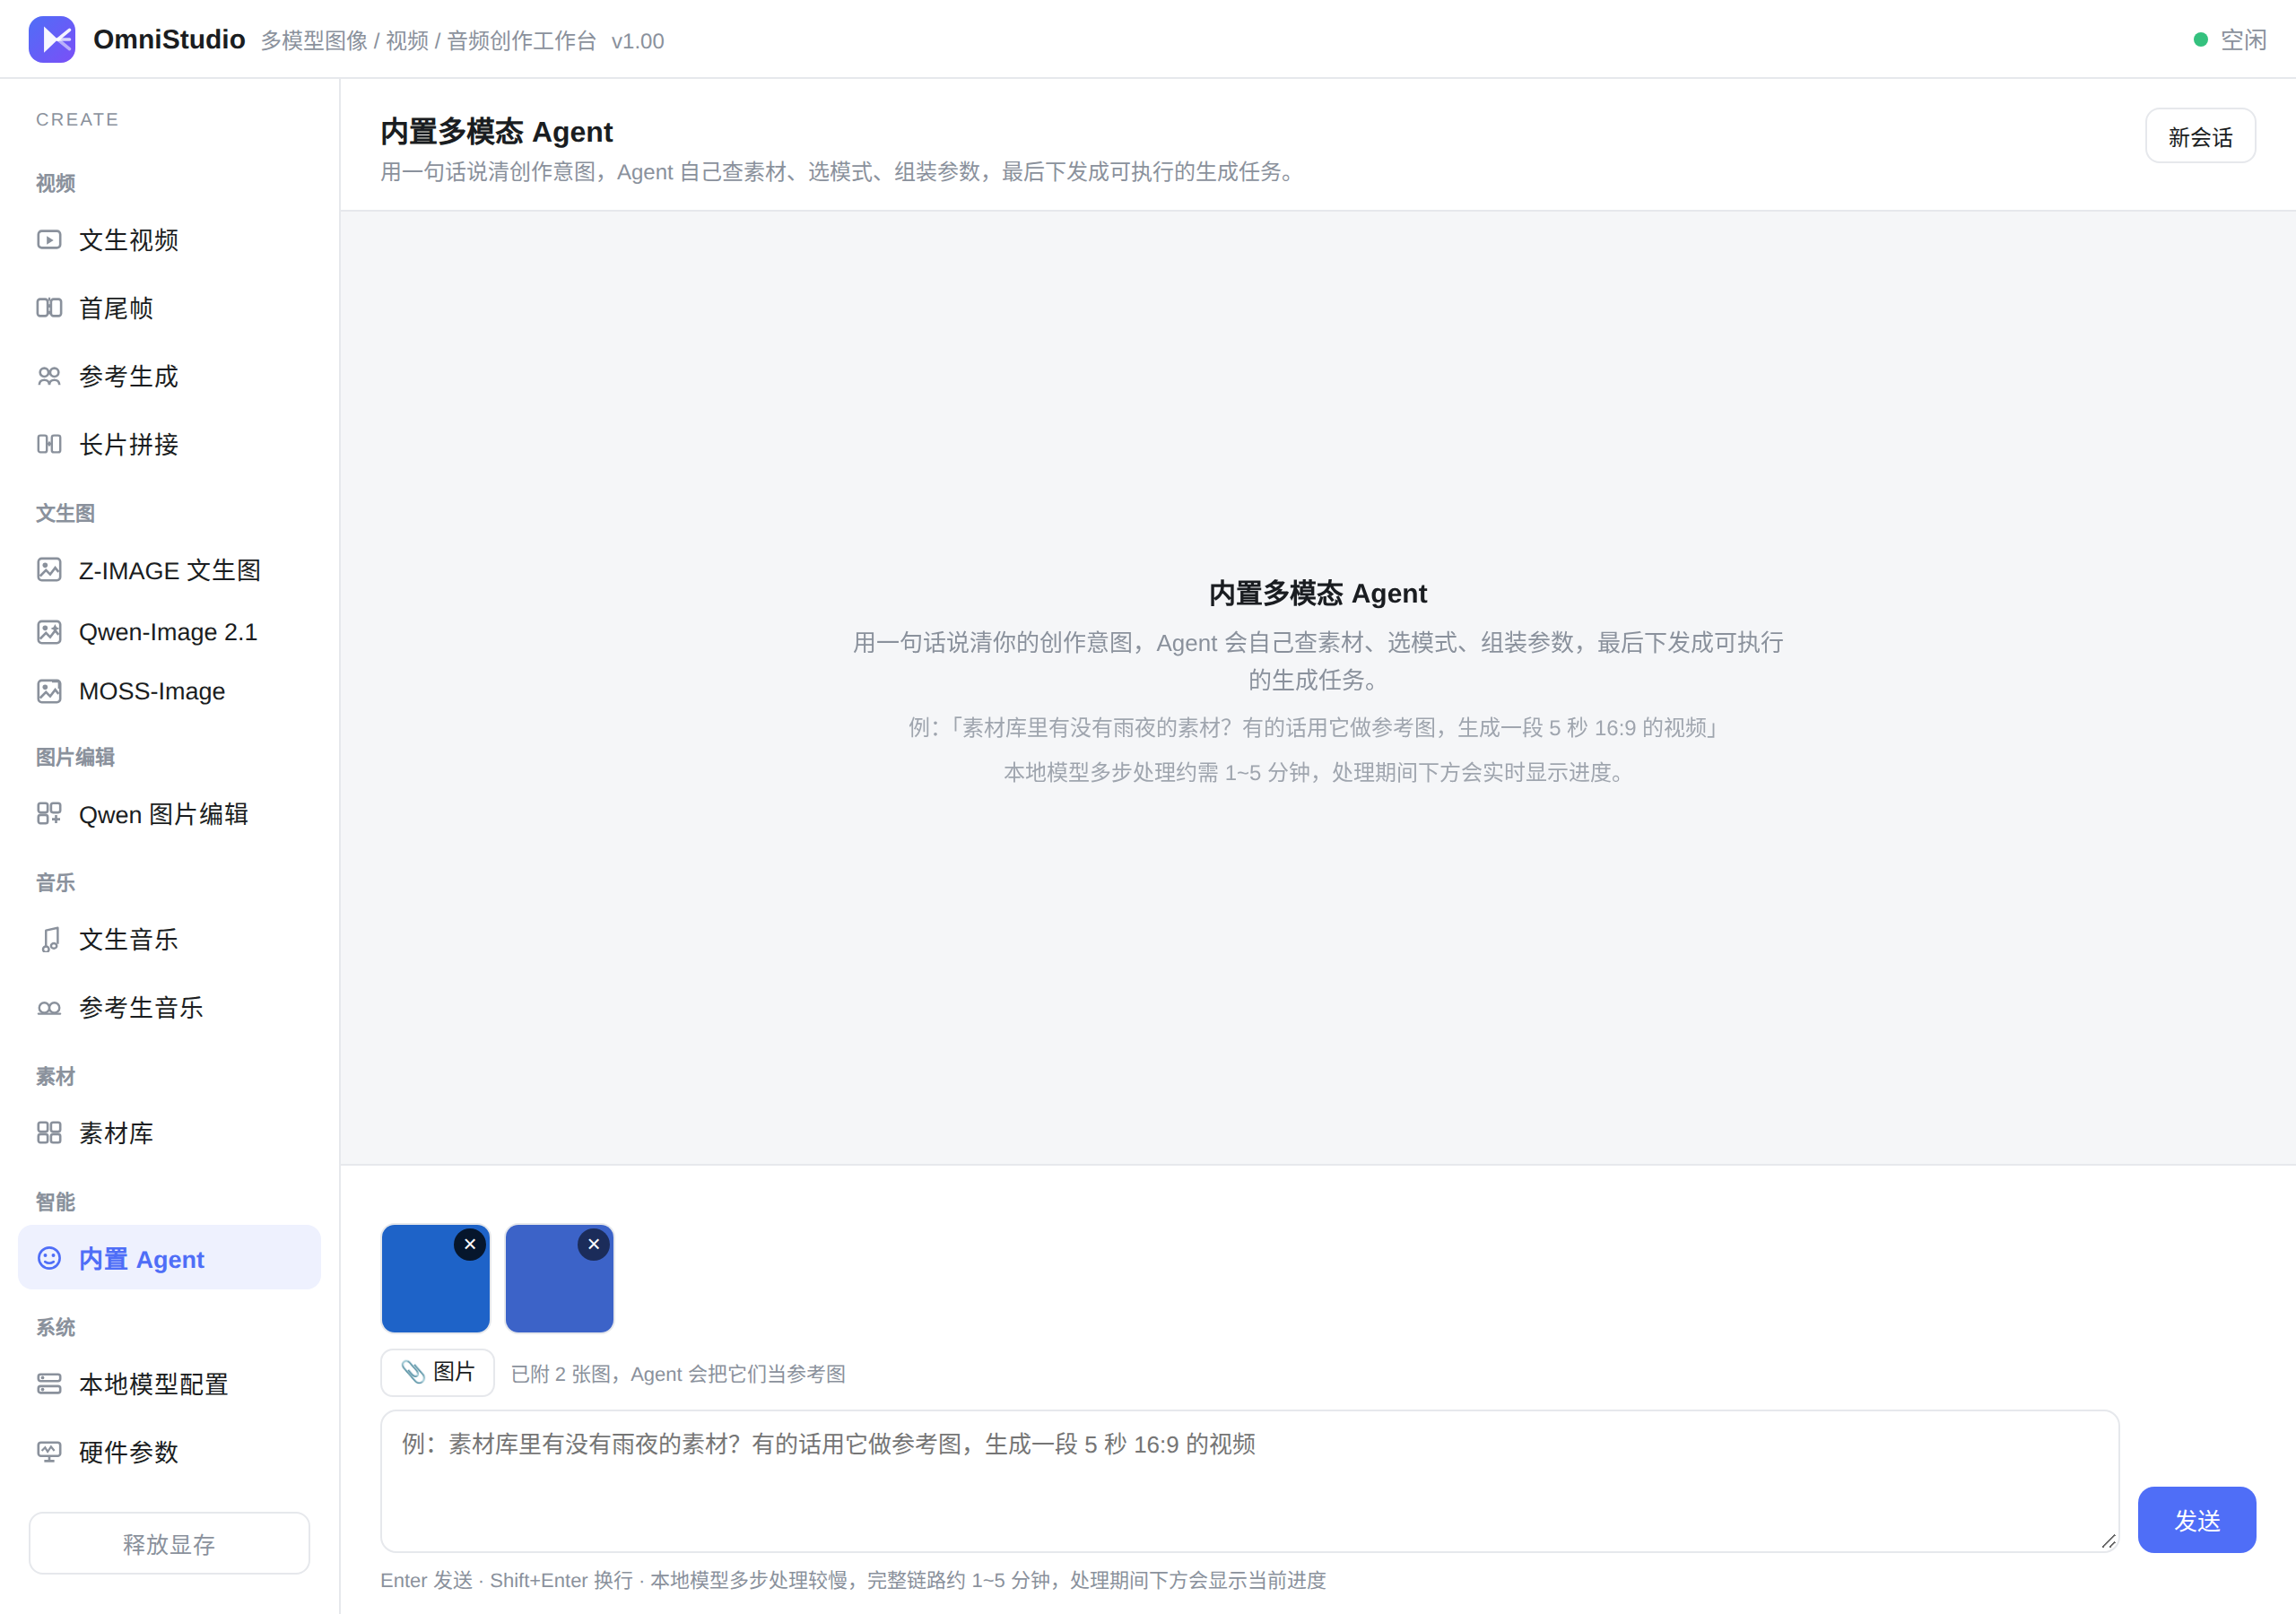 OmniStudio 多模型图像 / 视频 / 音频创作工作台 v1.00
空闲
CREATE
视频
文生视频
首尾帧
参考生成
长片拼接
文生图
Z-IMAGE 文生图
Qwen-Image 2.1
MOSS-Image
图片编辑
Qwen 图片编辑
音乐
文生音乐
参考生音乐
素材
素材库
智能
内置 Agent
系统
本地模型配置
硬件参数
释放显存
内置多模态 Agent
用一句话说清创作意图，Agent 自己查素材、选模式、组装参数，最后下发成可执行的生成任务。
新会话
内置多模态 Agent
用一句话说清你的创作意图，Agent 会自己查素材、选模式、组装参数，最后下发成可执行
的生成任务。
例：「素材库里有没有雨夜的素材？有的话用它做参考图，生成一段 5 秒 16:9 的视频」
本地模型多步处理约需 1~5 分钟，处理期间下方会实时显示进度。
图片
已附 2 张图，Agent 会把它们当参考图
例：素材库里有没有雨夜的素材？有的话用它做参考图，生成一段 5 秒 16:9 的视频
发送
Enter 发送 · Shift+Enter 换行 · 本地模型多步处理较慢，完整链路约 1~5 分钟，处理期间下方会显示当前进度